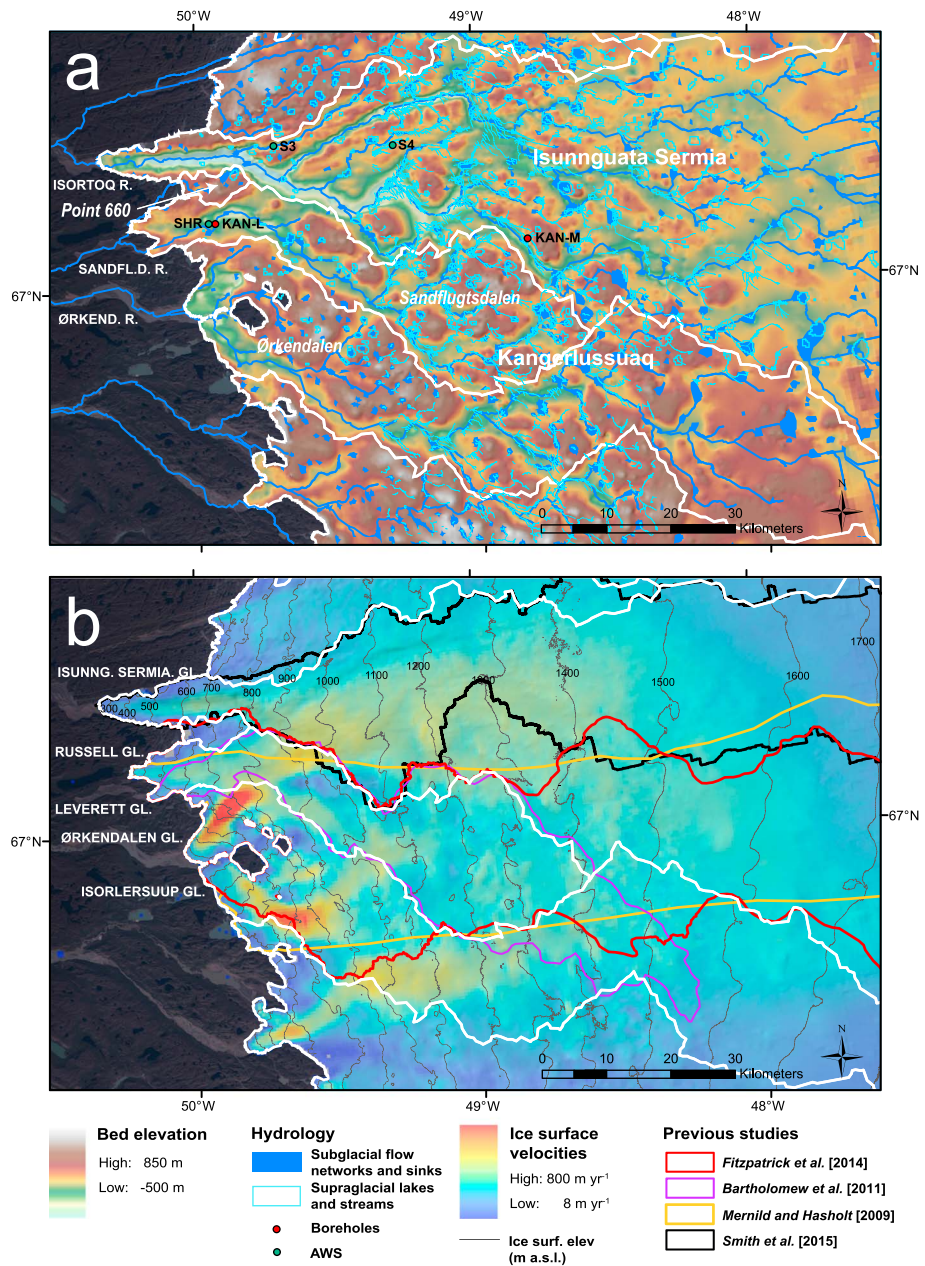 50°W
49°W
48°W
a
S3
S4
Isunnguata Sermia
ISORTOQ R.
Point 660
SHR
KAN-L
KAN-M
SANDFL.D. R.
67°N
67°N
Sandflugtsdalen
ØRKEND. R.
Ørkendalen
Kangerlussuaq
N
0 10 20 30
Kilometers
b
1700
ISUNNG. SERMIA. GL.
1200
1400
600
700
800
900
1000
1100
1500
1600
400
500
RUSSELL GL.
LEVERETT GL.
67°N
67°N
ØRKENDALEN GL.
ISORLERSUUP GL.
N
0 10 20 30
Kilometers
50°W
49°W
48°W
Bed elevation
High: 850 m
Low: -500 m
Hydrology
Subglacial flow
networks and sinks
Supraglacial lakes
and streams
Boreholes
AWS
Ice surface
velocities
High: 800 m yr⁻¹
Low: 8 m yr⁻¹
Ice surf. elev
(m a.s.l.)
Previous studies
Fitzpatrick et al. [2014]
Bartholomew et al. [2011]
Mernild and Hasholt [2009]
Smith et al. [2015]